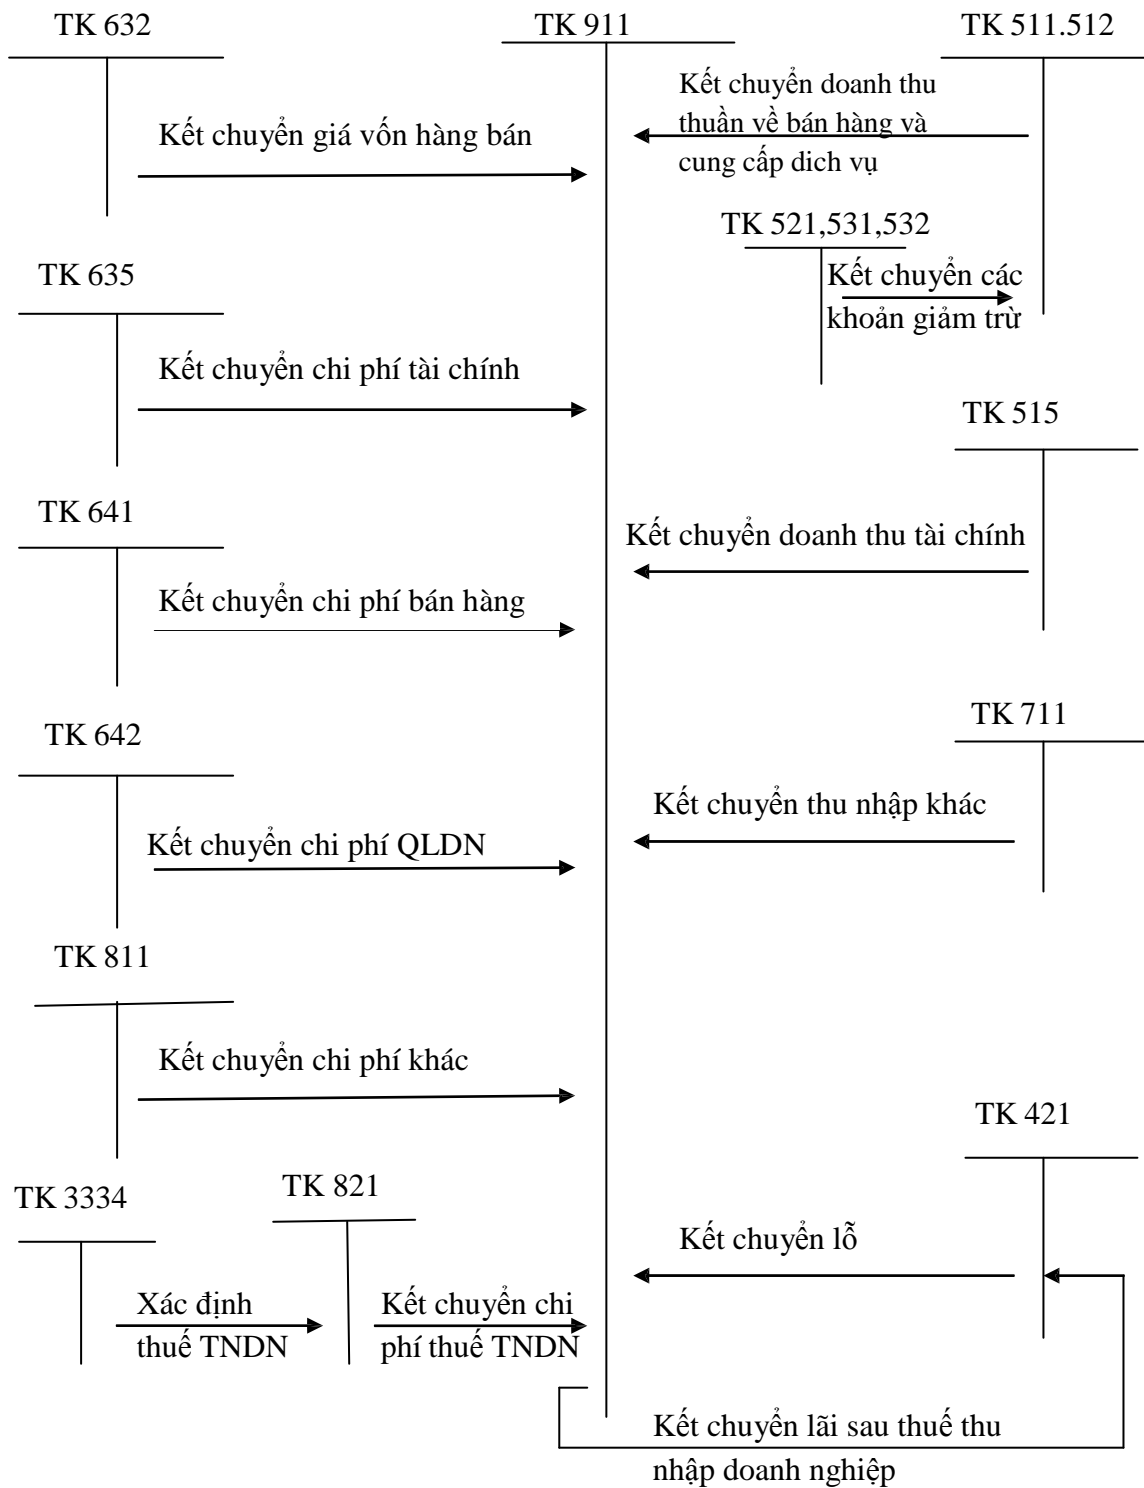 TK 632
TK 911
TK 511.512
Kết chuyển doanh thu
thuần về bán hàng và
cung cấp dich vụ
Kết chuyển giá vốn hàng bán
TK 521,531,532
TK 635
Kết chuyển các
khoản giảm trừ
Kết chuyển chi phí tài chính
TK 515
TK 641
Kết chuyển doanh thu tài chính
Kết chuyển chi phí bán hàng
TK 711
TK 642
Kết chuyển thu nhập khác
Kết chuyển chi phí QLDN
TK 811
Kết chuyển chi phí khác
TK 421
TK 3334
TK 821
Kết chuyển lỗ
Xác định
thuế TNDN
Kết chuyển chi
phí thuế TNDN
Kết chuyển lãi sau thuế thu
nhập doanh nghiệp